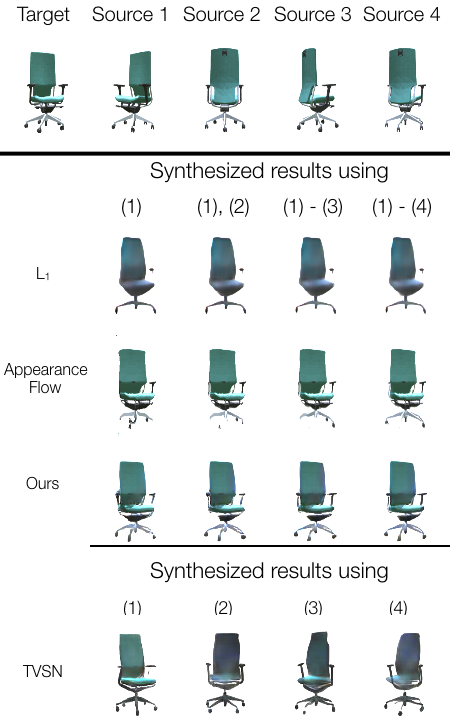 Target Source 1 Source 2 Source 3 Source 4
Synthesized results using
(1) (1), (2) (1) - (3) (1) - (4)
L₁
Appearance
Flow
Ours
Synthesized results using
(1) (2) (3) (4)
TVSN